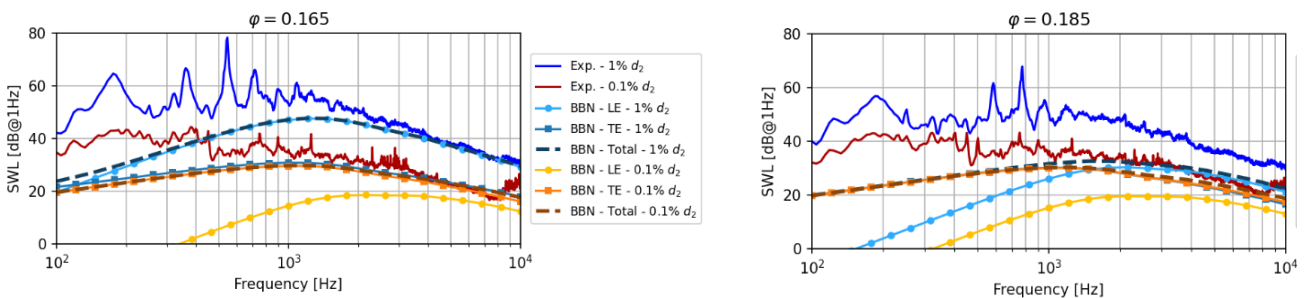 φ = 0.165
80
60
40
20
0
SWL [dB@1Hz]
10²
10³
10⁴
Frequency [Hz]
Exp. - 1% d₂
Exp. - 0.1% d₂
BBN - LE - 1% d₂
BBN - TE - 1% d₂
BBN - Total - 1% d₂
BBN - LE - 0.1% d₂
BBN - TE - 0.1% d₂
BBN - Total - 0.1% d₂
φ = 0.185
80
60
40
20
0
SWL [dB@1Hz]
10²
10³
10⁴
Frequency [Hz]